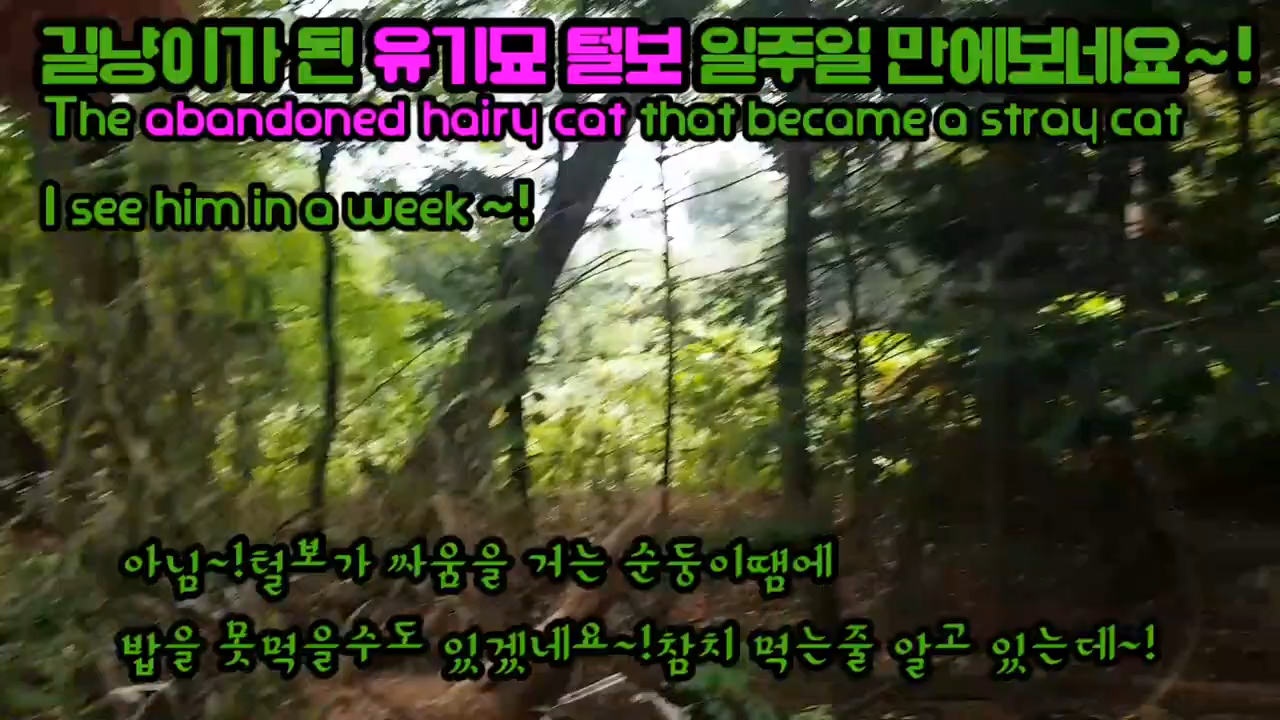 길냥이가 된 유기묘 털보 일주일 만에보네요~!
The abandoned hairy cat that became a stray cat
I see him in a week ~!
아님~!털보가 싸움을 거는 순둥이땜에
밥을 못먹을수도 있겠네요~!참치 먹는줄 알고 있는데~!